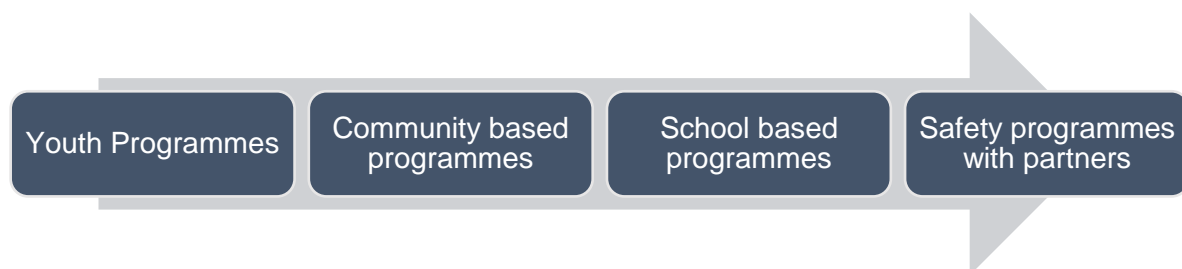 Youth Programmes
Community based
programmes
School based
programmes
Safety programmes
with partners